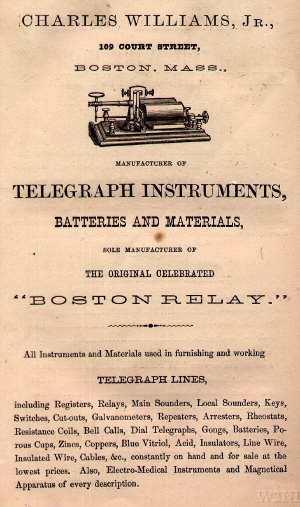 CHARLES WILLIAMS, JR.,
109 COURT STREET,
BOSTON, MASS.,
MANUFACTURER OF
TELEGRAPH INSTRUMENTS,
BATTERIES AND MATERIALS,
SOLE MANUFACTURER OF
THE ORIGINAL CELEBRATED
"BOSTON RELAY."
All Instruments and Materials used in furnishing and working
TELEGRAPH LINES,
including Registers, Relays, Main Sounders, Local Sounders, Keys,
Switches, Cut-outs, Galvanometers, Repeaters, Arresters, Rheostats,
Resistance Coils, Bell Calls, Dial Telegraphs, Gongs, Batteries, Po-
rous Cups, Zincs, Coppers, Blue Vitriol, Acid, Insulators, Line Wire,
Insulated Wire, Cables, &c., constantly on hand and for sale at the
lowest prices. Also, Electro-Medical Instruments and Magnetical
Apparatus of every description.